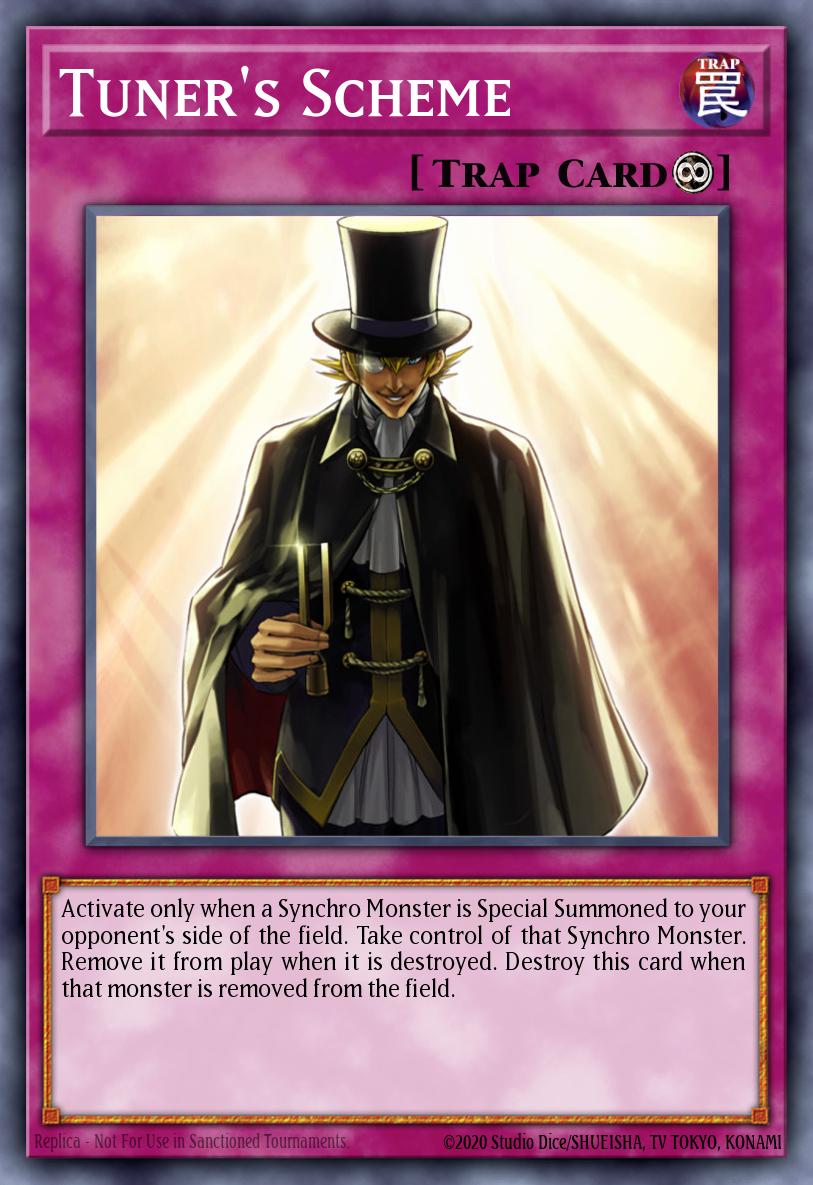 Tuner's Scheme
TRAP
罠
[ Trap Card ]
Activate only when a Synchro Monster is Special Summoned to your
opponent's side of the field. Take control of that Synchro Monster.
Remove it from play when it is destroyed. Destroy this card when
that monster is removed from the field.
Replica - Not For Use in Sanctioned Tournaments.
©2020 Studio Dice/SHUEISHA, TV TOKYO, KONAMI